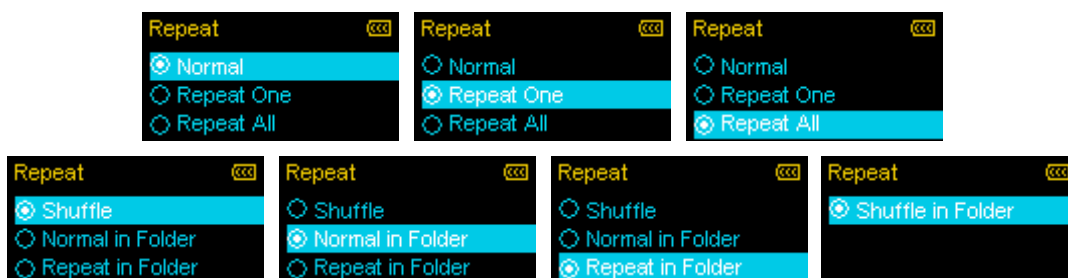 Repeat
Normal
Repeat One
Repeat All
Repeat
Normal
Repeat One
Repeat All
Repeat
Normal
Repeat One
Repeat All
Repeat
Shuffle
Normal in Folder
Repeat in Folder
Repeat
Shuffle
Normal in Folder
Repeat in Folder
Repeat
Shuffle
Normal in Folder
Repeat in Folder
Repeat
Shuffle in Folder